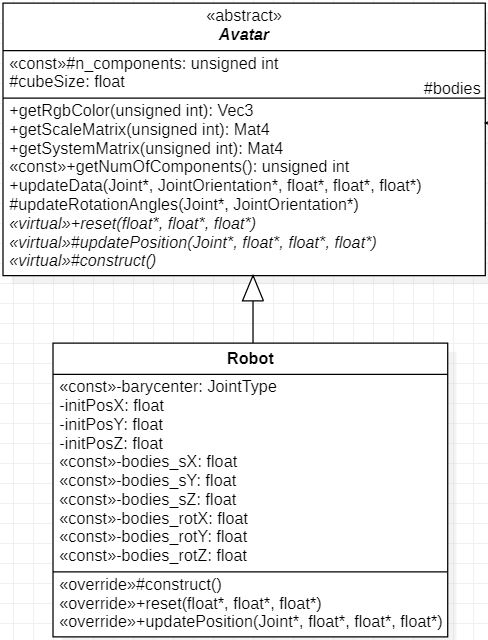 «abstract»
Avatar
«const»#n_components: unsigned int
#cubeSize: float
#bodies
+getRgbColor(unsigned int): Vec3
+getScaleMatrix(unsigned int): Mat4
+getSystemMatrix(unsigned int): Mat4
«const»+getNumOfComponents(): unsigned int
+updateData(Joint*, JointOrientation*, float*, float*, float*)
#updateRotationAngles(Joint*, JointOrientation*)
«virtual»+reset(float*, float*, float*)
«virtual»#updatePosition(Joint*, float*, float*, float*)
«virtual»#construct()
Robot
«const»-barycenter: JointType
-initPosX: float
-initPosY: float
-initPosZ: float
«const»-bodies_sX: float
«const»-bodies_sY: float
«const»-bodies_sZ: float
«const»-bodies_rotX: float
«const»-bodies_rotY: float
«const»-bodies_rotZ: float
«override»#construct()
«override»+reset(float*, float*, float*)
«override»+updatePosition(Joint*, float*, float*, float*)